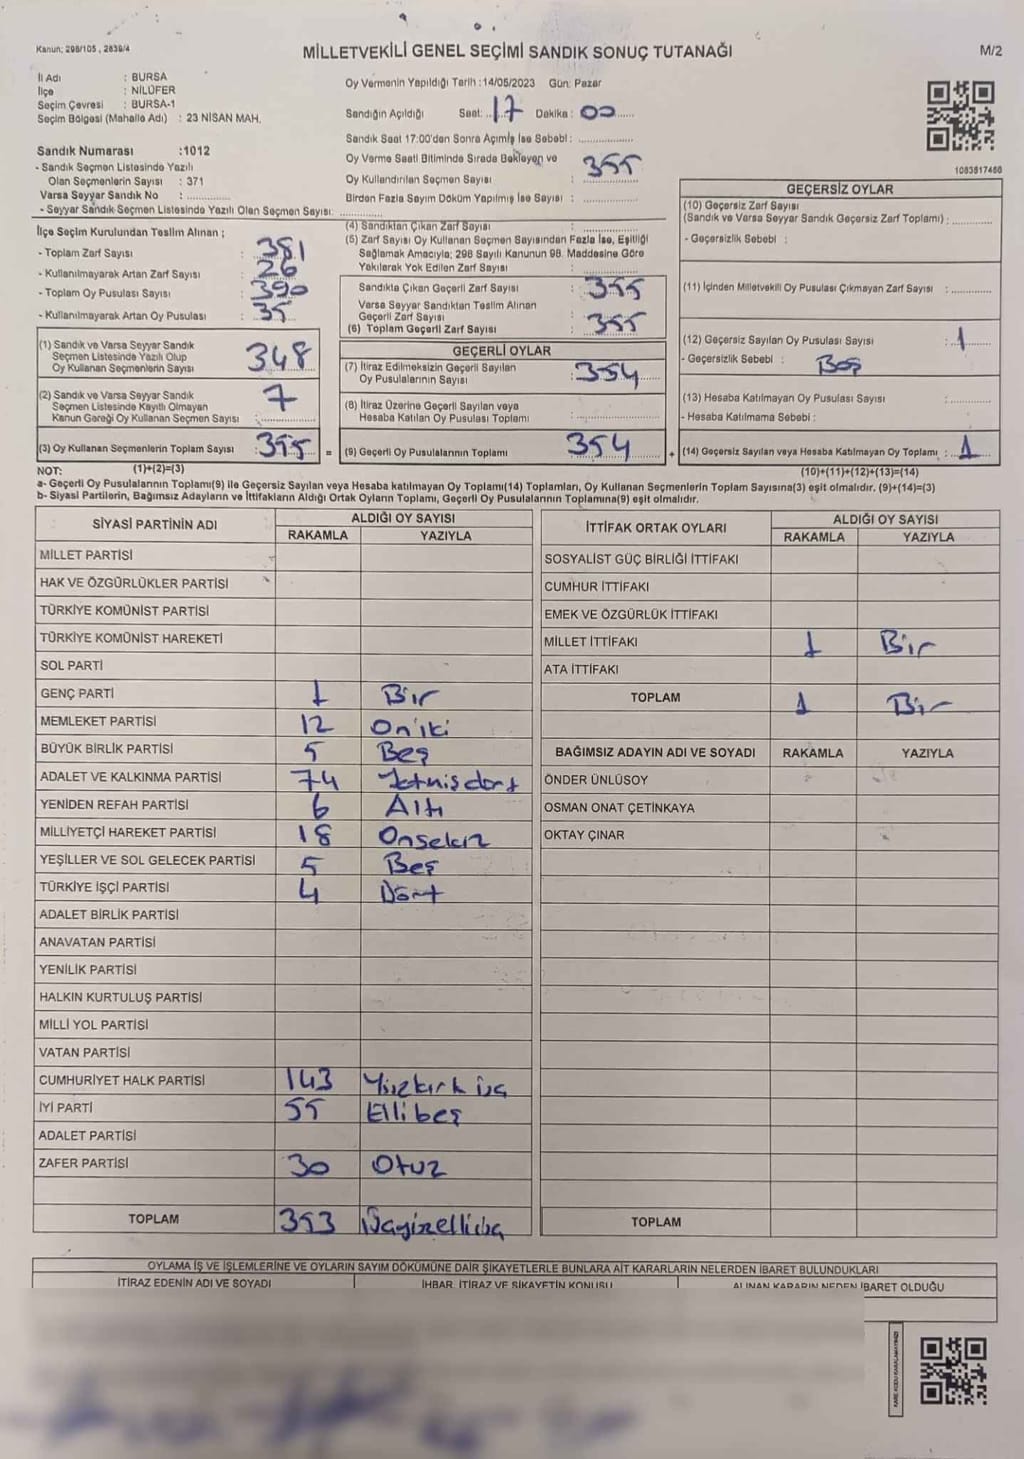 Kanun: 298/105 , 2839/4
MİLLETVEKİLİ GENEL SEÇİMİ SANDIK SONUÇ TUTANAĞI
M/2
İl Adı : BURSA
İlçe : NİLÜFER
Seçim Çevresi : BURSA-1
Seçim Bölgesi (Mahalle Adı) : 23 NİSAN MAH.
Sandık Numarası :1012
- Sandık Seçmen Listesinde Yazılı
Olan Seçmenlerin Sayısı : 371
Varsa Seyyar Sandık No : ................
- Seyyar Sandık Seçmen Listesinde Yazılı Olan Seçmen Sayısı: ................
Oy Vermenin Yapıldığı Tarih :14/05/2023 Gün: Pazar
Sandığın Açıldığı Saat: 17 Dakika : 00
Sandık Saat 17:00'den Sonra Açılmış İse Sebebi : ................
Oy Verme Saati Bitiminde Sırada Bekleyen ve
Oy Kullandırılan Seçmen Sayısı : 355
Birden Fazla Sayım Döküm Yapılmış İse Sayısı : ................
1083817480
İlçe Seçim Kurulundan Teslim Alınan ;
- Toplam Zarf Sayısı : 381
- Kullanılmayarak Artan Zarf Sayısı : 26
- Toplam Oy Pusulası Sayısı : 390
- Kullanılmayarak Artan Oy Pusulası : 35
(1) Sandık ve Varsa Seyyar Sandık
Seçmen Listesinde Yazılı Olup
Oy Kullanan Seçmenlerin Sayısı : 348
(2) Sandık ve Varsa Seyyar Sandık
Seçmen Listesinde Kayıtlı Olmayan
Kanun Gereği Oy Kullanan Seçmen Sayısı : 7
(3) Oy Kullanan Seçmenlerin Toplam Sayısı : 355 =
(4) Sandıktan Çıkan Zarf Sayısı : ................
(5) Zarf Sayısı Oy Kullanan Seçmen Sayısından Fazla İse, Eşitliği
Sağlamak Amacıyla; 298 Sayılı Kanunun 98. Maddesine Göre
Yakılarak Yok Edilen Zarf Sayısı : ................
Sandıkta Çıkan Geçerli Zarf Sayısı : 355
Varsa Seyyar Sandıktan Teslim Alınan
Geçerli Zarf Sayısı : ................
(6) Toplam Geçerli Zarf Sayısı : 355
GEÇERLİ OYLAR
(7) İtiraz Edilmeksizin Geçerli Sayılan
Oy Pusulalarının Sayısı : 354
(8) İtiraz Üzerine Geçerli Sayılan veya
Hesaba Katılan Oy Pusulası Toplamı : ................
(9) Geçerli Oy Pusulalarının Toplamı : 354 +
GEÇERSİZ OYLAR
(10) Geçersiz Zarf Sayısı
(Sandık ve Varsa Seyyar Sandık Geçersiz Zarf Toplamı) : ................
- Geçersizlik Sebebi :
(11) İçinden Milletvekili Oy Pusulası Çıkmayan Zarf Sayısı : ................
(12) Geçersiz Sayılan Oy Pusulası Sayısı : 1
- Geçersizlik Sebebi : Boş
(13) Hesaba Katılmayan Oy Pusulası Sayısı : ................
- Hesaba Katılmama Sebebi :
(14) Geçersiz Sayılan veya Hesaba Katılmayan Oy Toplamı : 1
NOT: (1)+(2)=(3) (10)+(11)+(12)+(13)=(14)
a- Geçerli Oy Pusulalarının Toplamı(9) ile Geçersiz Sayılan veya Hesaba katılmayan Oy Toplamı(14) Toplamları, Oy Kullanan Seçmenlerin Toplam Sayısına(3) eşit olmalıdır. (9)+(14)=(3)
b- Siyasi Partilerin, Bağımsız Adayların ve İttifakların Aldığı Ortak Oyların Toplamı, Geçerli Oy Pusulalarının Toplamına(9) eşit olmalıdır.
SİYASİ PARTİNİN ADI ALDIĞI OY SAYISI
RAKAMLA YAZIYLA
MİLLET PARTİSİ
HAK VE ÖZGÜRLÜKLER PARTİSİ
TÜRKİYE KOMÜNİST PARTİSİ
TÜRKİYE KOMÜNİST HAREKETİ
SOL PARTİ
GENÇ PARTİ 1 Bir
MEMLEKET PARTİSİ 12 On iki
BÜYÜK BİRLİK PARTİSİ 5 Beş
ADALET VE KALKINMA PARTİSİ 74 Yetmişdört
YENİDEN REFAH PARTİSİ 6 Altı
MİLLİYETÇİ HAREKET PARTİSİ 18 Onsekiz
YEŞİLLER VE SOL GELECEK PARTİSİ 5 Beş
TÜRKİYE İŞÇİ PARTİSİ 4 Dört
ADALET BİRLİK PARTİSİ
ANAVATAN PARTİSİ
YENİLİK PARTİSİ
HALKIN KURTULUŞ PARTİSİ
MİLLİ YOL PARTİSİ
VATAN PARTİSİ
CUMHURİYET HALK PARTİSİ 143 Yüzkırk üç
İYİ PARTİ 55 Ellibeş
ADALET PARTİSİ
ZAFER PARTİSİ 30 Otuz
TOPLAM 353 Üçyüzelliüç
İTTİFAK ORTAK OYLARI ALDIĞI OY SAYISI
RAKAMLA YAZIYLA
SOSYALİST GÜÇ BİRLİĞİ İTTİFAKI
CUMHUR İTTİFAKI
EMEK VE ÖZGÜRLÜK İTTİFAKI
MİLLET İTTİFAKI 1 Bir
ATA İTTİFAKI
TOPLAM 1 Bir
BAĞIMSIZ ADAYIN ADI VE SOYADI RAKAMLA YAZIYLA
ÖNDER ÜNLÜSOY
OSMAN ONAT ÇETİNKAYA
OKTAY ÇINAR
TOPLAM
OYLAMA İŞ VE İŞLEMLERİNE VE OYLARIN SAYIM DÖKÜMÜNE DAİR ŞİKAYETLERLE BUNLARA AİT KARARLARIN NELERDEN İBARET BULUNDUKLARI
İTİRAZ EDENİN ADI VE SOYADI İHBAR, İTİRAZ VE ŞİKAYETİN KONUSU ALINAN KARARIN NEDEN İBARET OLDUĞU